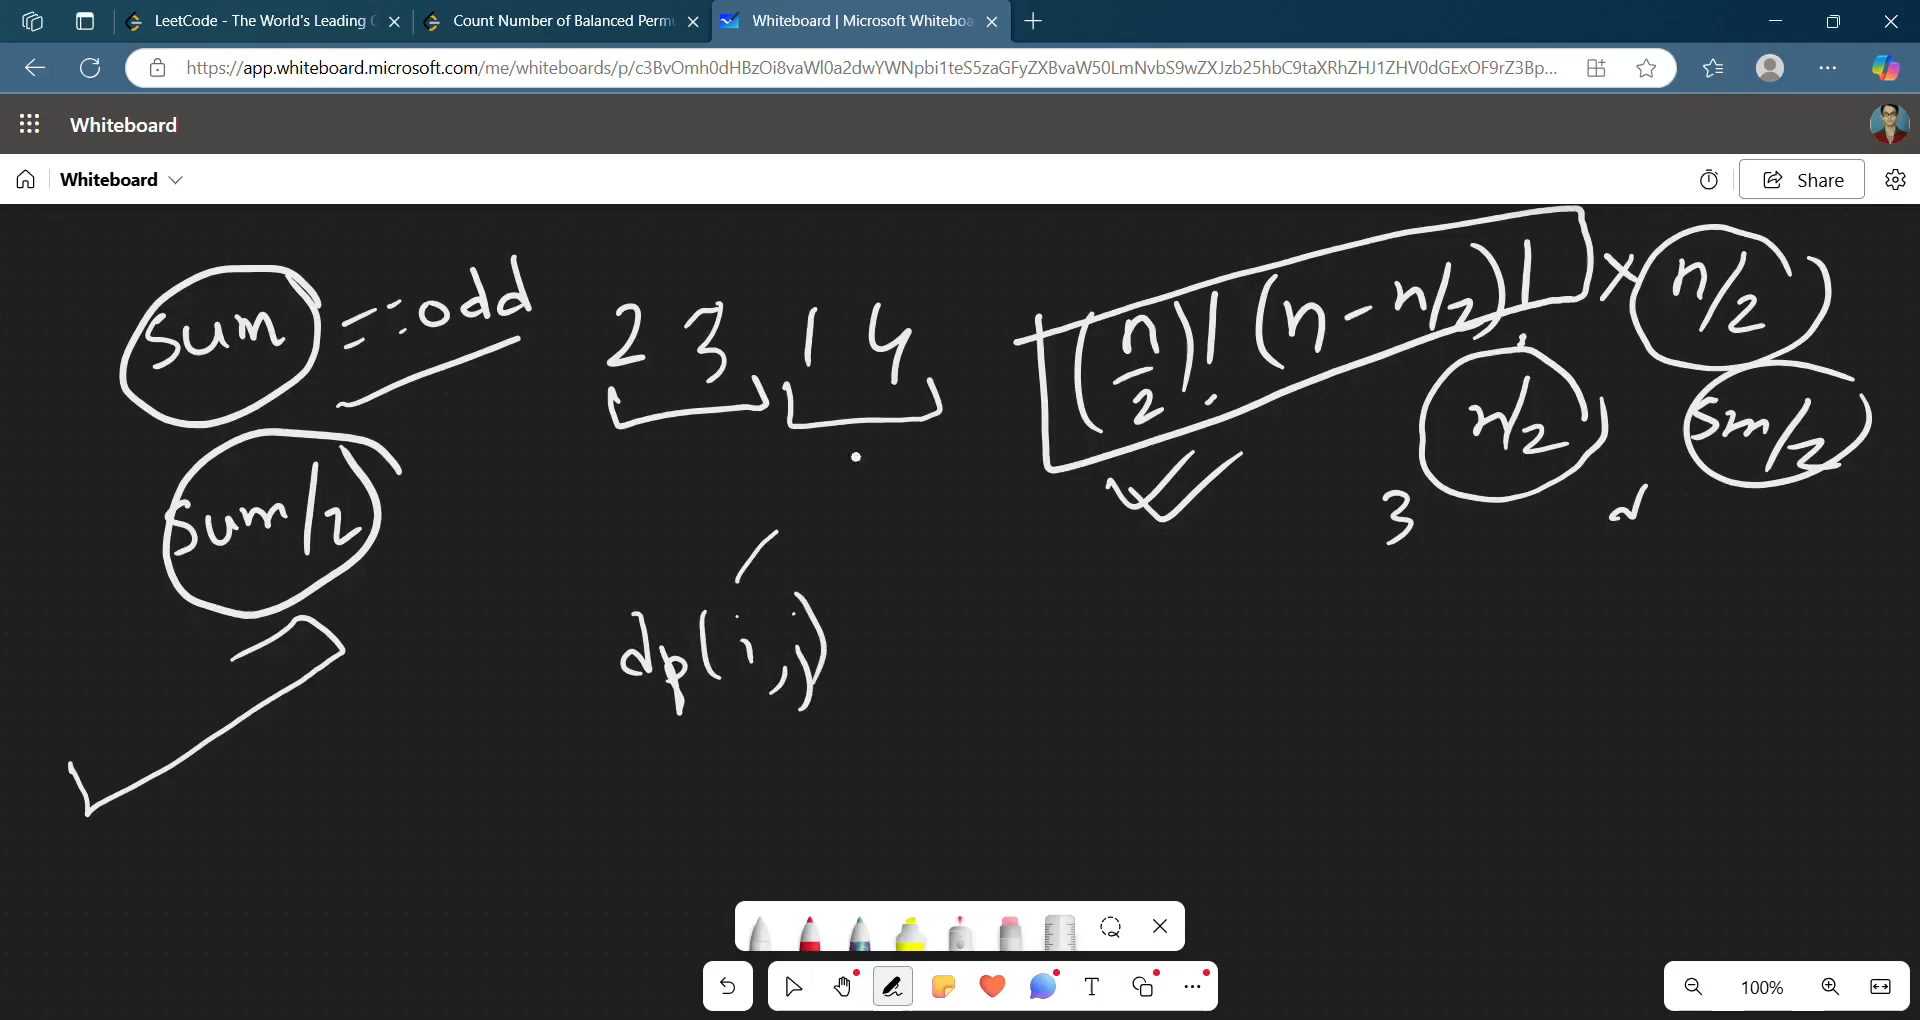 LeetCode - The World's Leading
Count Number of Balanced Perm
Whiteboard | Microsoft Whiteboa
https://app.whiteboard.microsoft.com/me/whiteboards/p/c3BvOmh0dHBzOi8vaWl0a2dwYWNpbi1teS5zaGFyZXBvaW50LmNvbS9wZXJzb25hbC9taXRhZHJ1ZHV0dGExOF9rZ3Bp...
Whiteboard
Whiteboard
Share
sum == odd
2 3 1 4
(n/2)! (n - n/2)! × n/2
n/2
sm/2
sum/2
3
dp(i,j)
T
100%